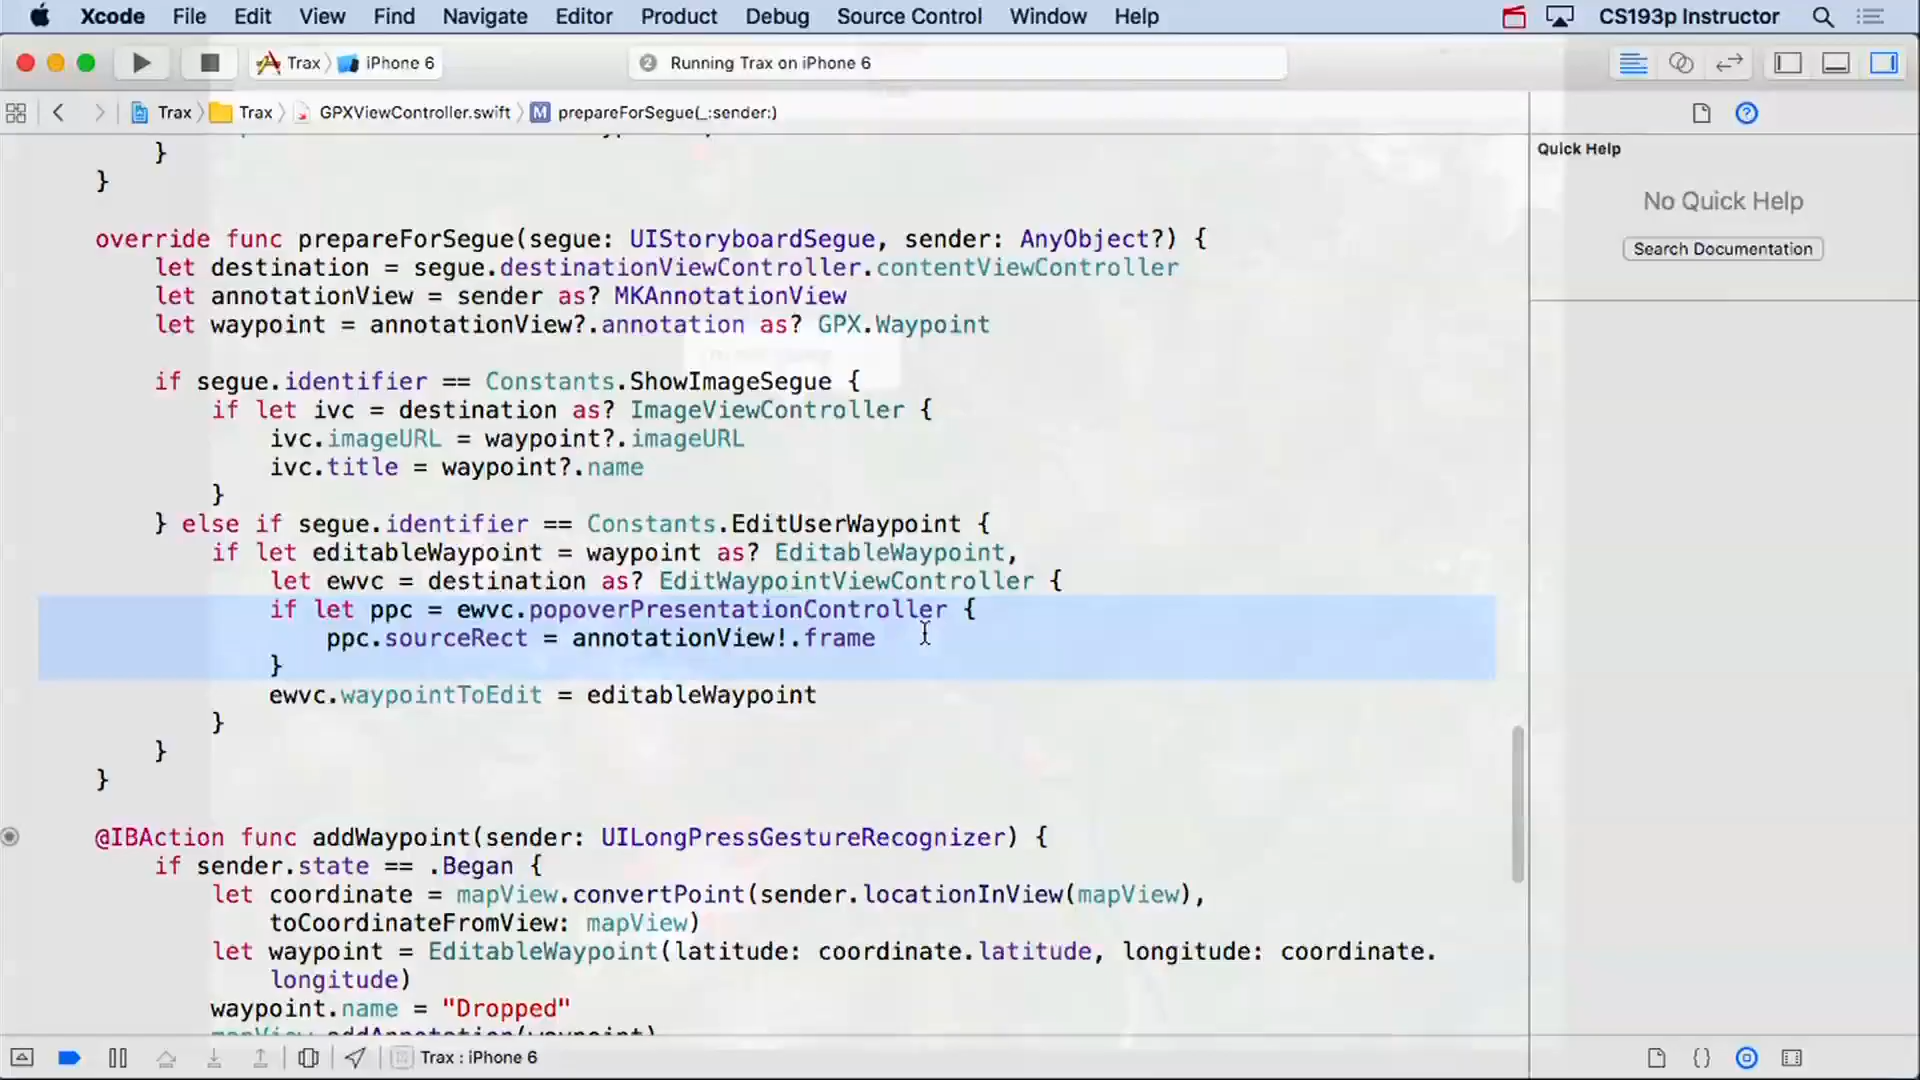 Xcode File Edit View Find Navigate Editor Product Debug Source Control Window Help CS193p Instructor
Trax iPhone 6 2 Running Trax on iPhone 6
Trax Trax GPXViewController.swift M prepareForSegue(_:sender:)
Quick Help
No Quick Help
Search Documentation
}
}
override func prepareForSegue(segue: UIStoryboardSegue, sender: AnyObject?) {
let destination = segue.destinationViewController.contentViewController
let annotationView = sender as? MKAnnotationView
let waypoint = annotationView?.annotation as? GPX.Waypoint
if segue.identifier == Constants.ShowImageSegue {
if let ivc = destination as? ImageViewController {
ivc.imageURL = waypoint?.imageURL
ivc.title = waypoint?.name
}
} else if segue.identifier == Constants.EditUserWaypoint {
if let editableWaypoint = waypoint as? EditableWaypoint,
let ewvc = destination as? EditWaypointViewController {
if let ppc = ewvc.popoverPresentationController {
ppc.sourceRect = annotationView!.frame
}
ewvc.waypointToEdit = editableWaypoint
}
}
}
@IBAction func addWaypoint(sender: UILongPressGestureRecognizer) {
if sender.state == .Began {
let coordinate = mapView.convertPoint(sender.locationInView(mapView),
toCoordinateFromView: mapView)
let waypoint = EditableWaypoint(latitude: coordinate.latitude, longitude: coordinate.
longitude)
waypoint.name = "Dropped"
mapView.addAnnotation(waypoint)
Trax : iPhone 6